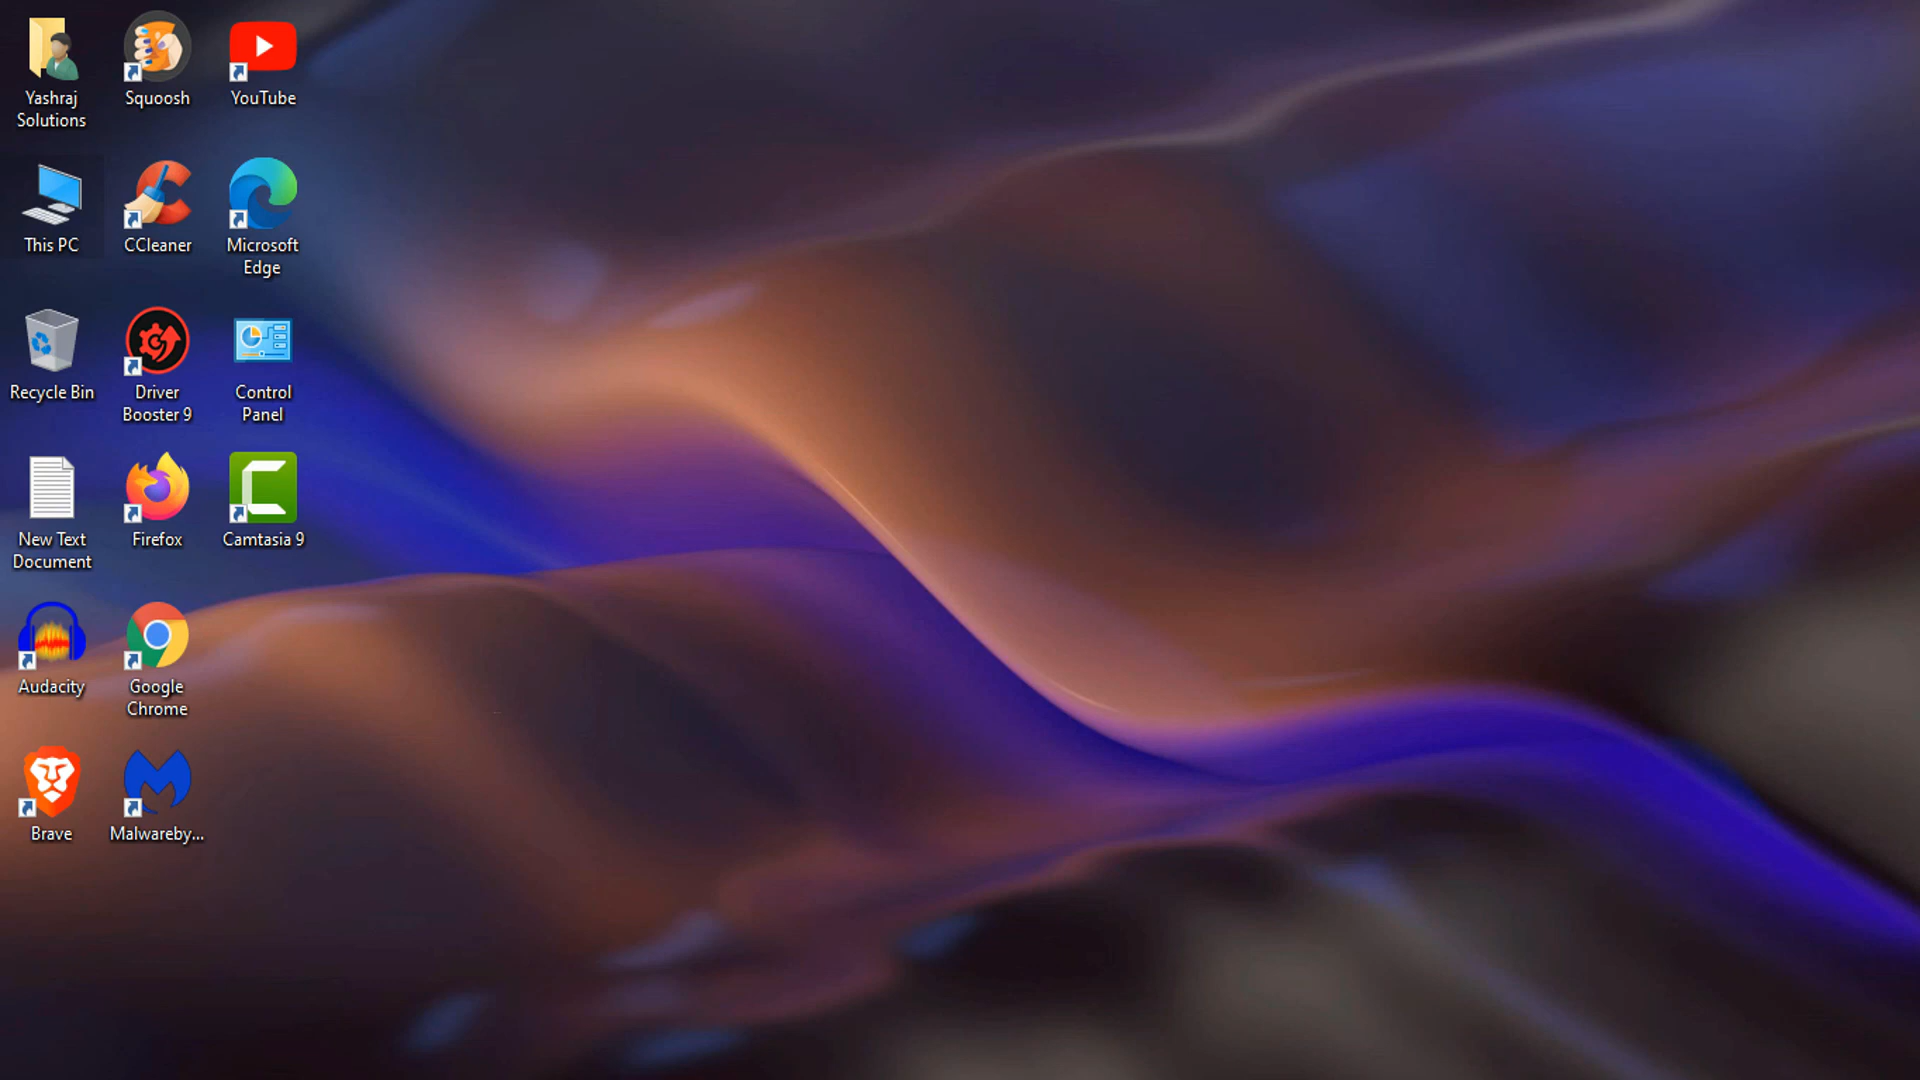 Yashraj
Solutions
Squoosh
YouTube
This PC
CCleaner
Microsoft
Edge
Recycle Bin
Driver
Booster 9
Control
Panel
New Text
Document
Firefox
Camtasia 9
Audacity
Google
Chrome
Brave
Malwareby...